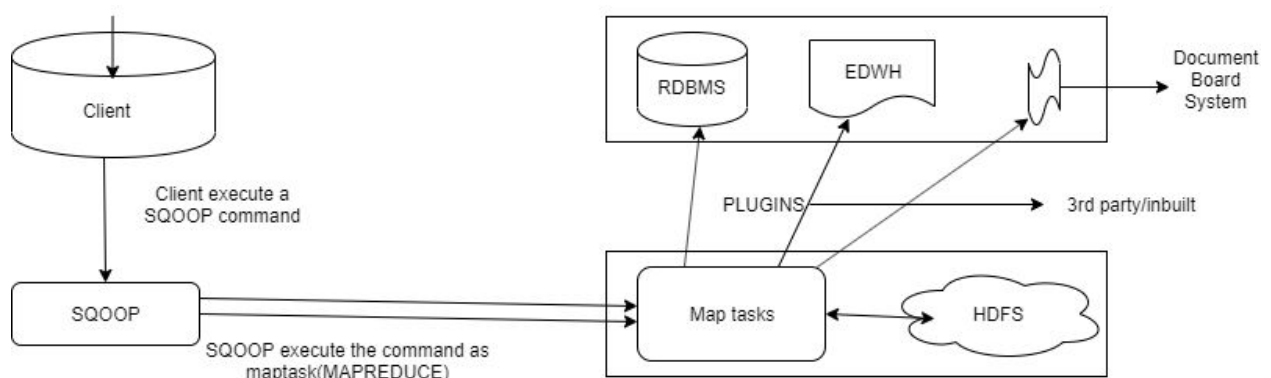 Client
Client execute a
SQOOP command
SQOOP
SQOOP execute the command as
maptask(MAPREDUCE)
RDBMS
EDWH
Document
Board
System
PLUGINS
3rd party/inbuilt
Map tasks
HDFS